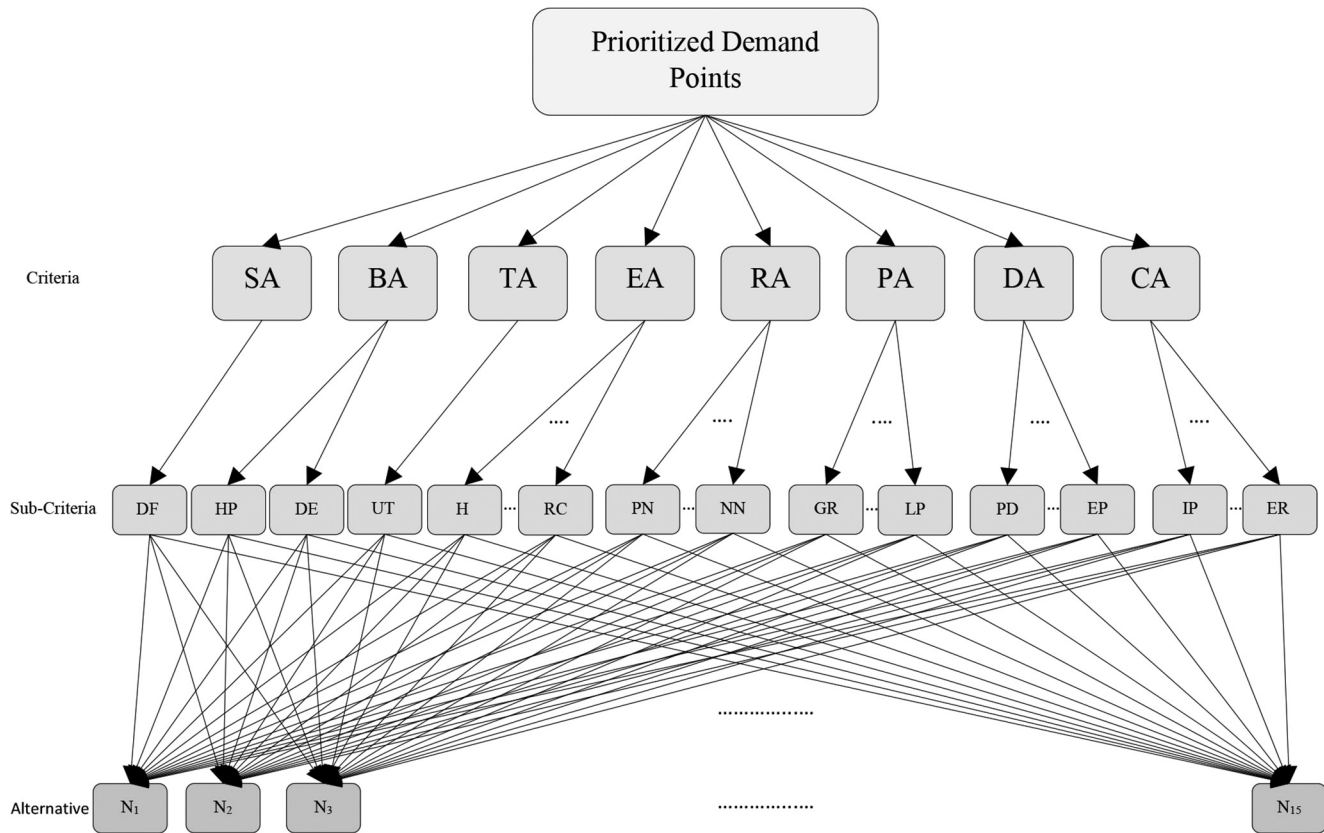 Prioritized Demand
Points
Criteria
SA
BA
TA
EA
RA
PA
DA
CA
....
....
....
....
....
Sub-Criteria
DF
HP
DE
UT
H
...
RC
PN
...
NN
GR
...
LP
PD
...
EP
IP
...
ER
..................
Alternative
N₁
N₂
N₃
..................
N₁₅